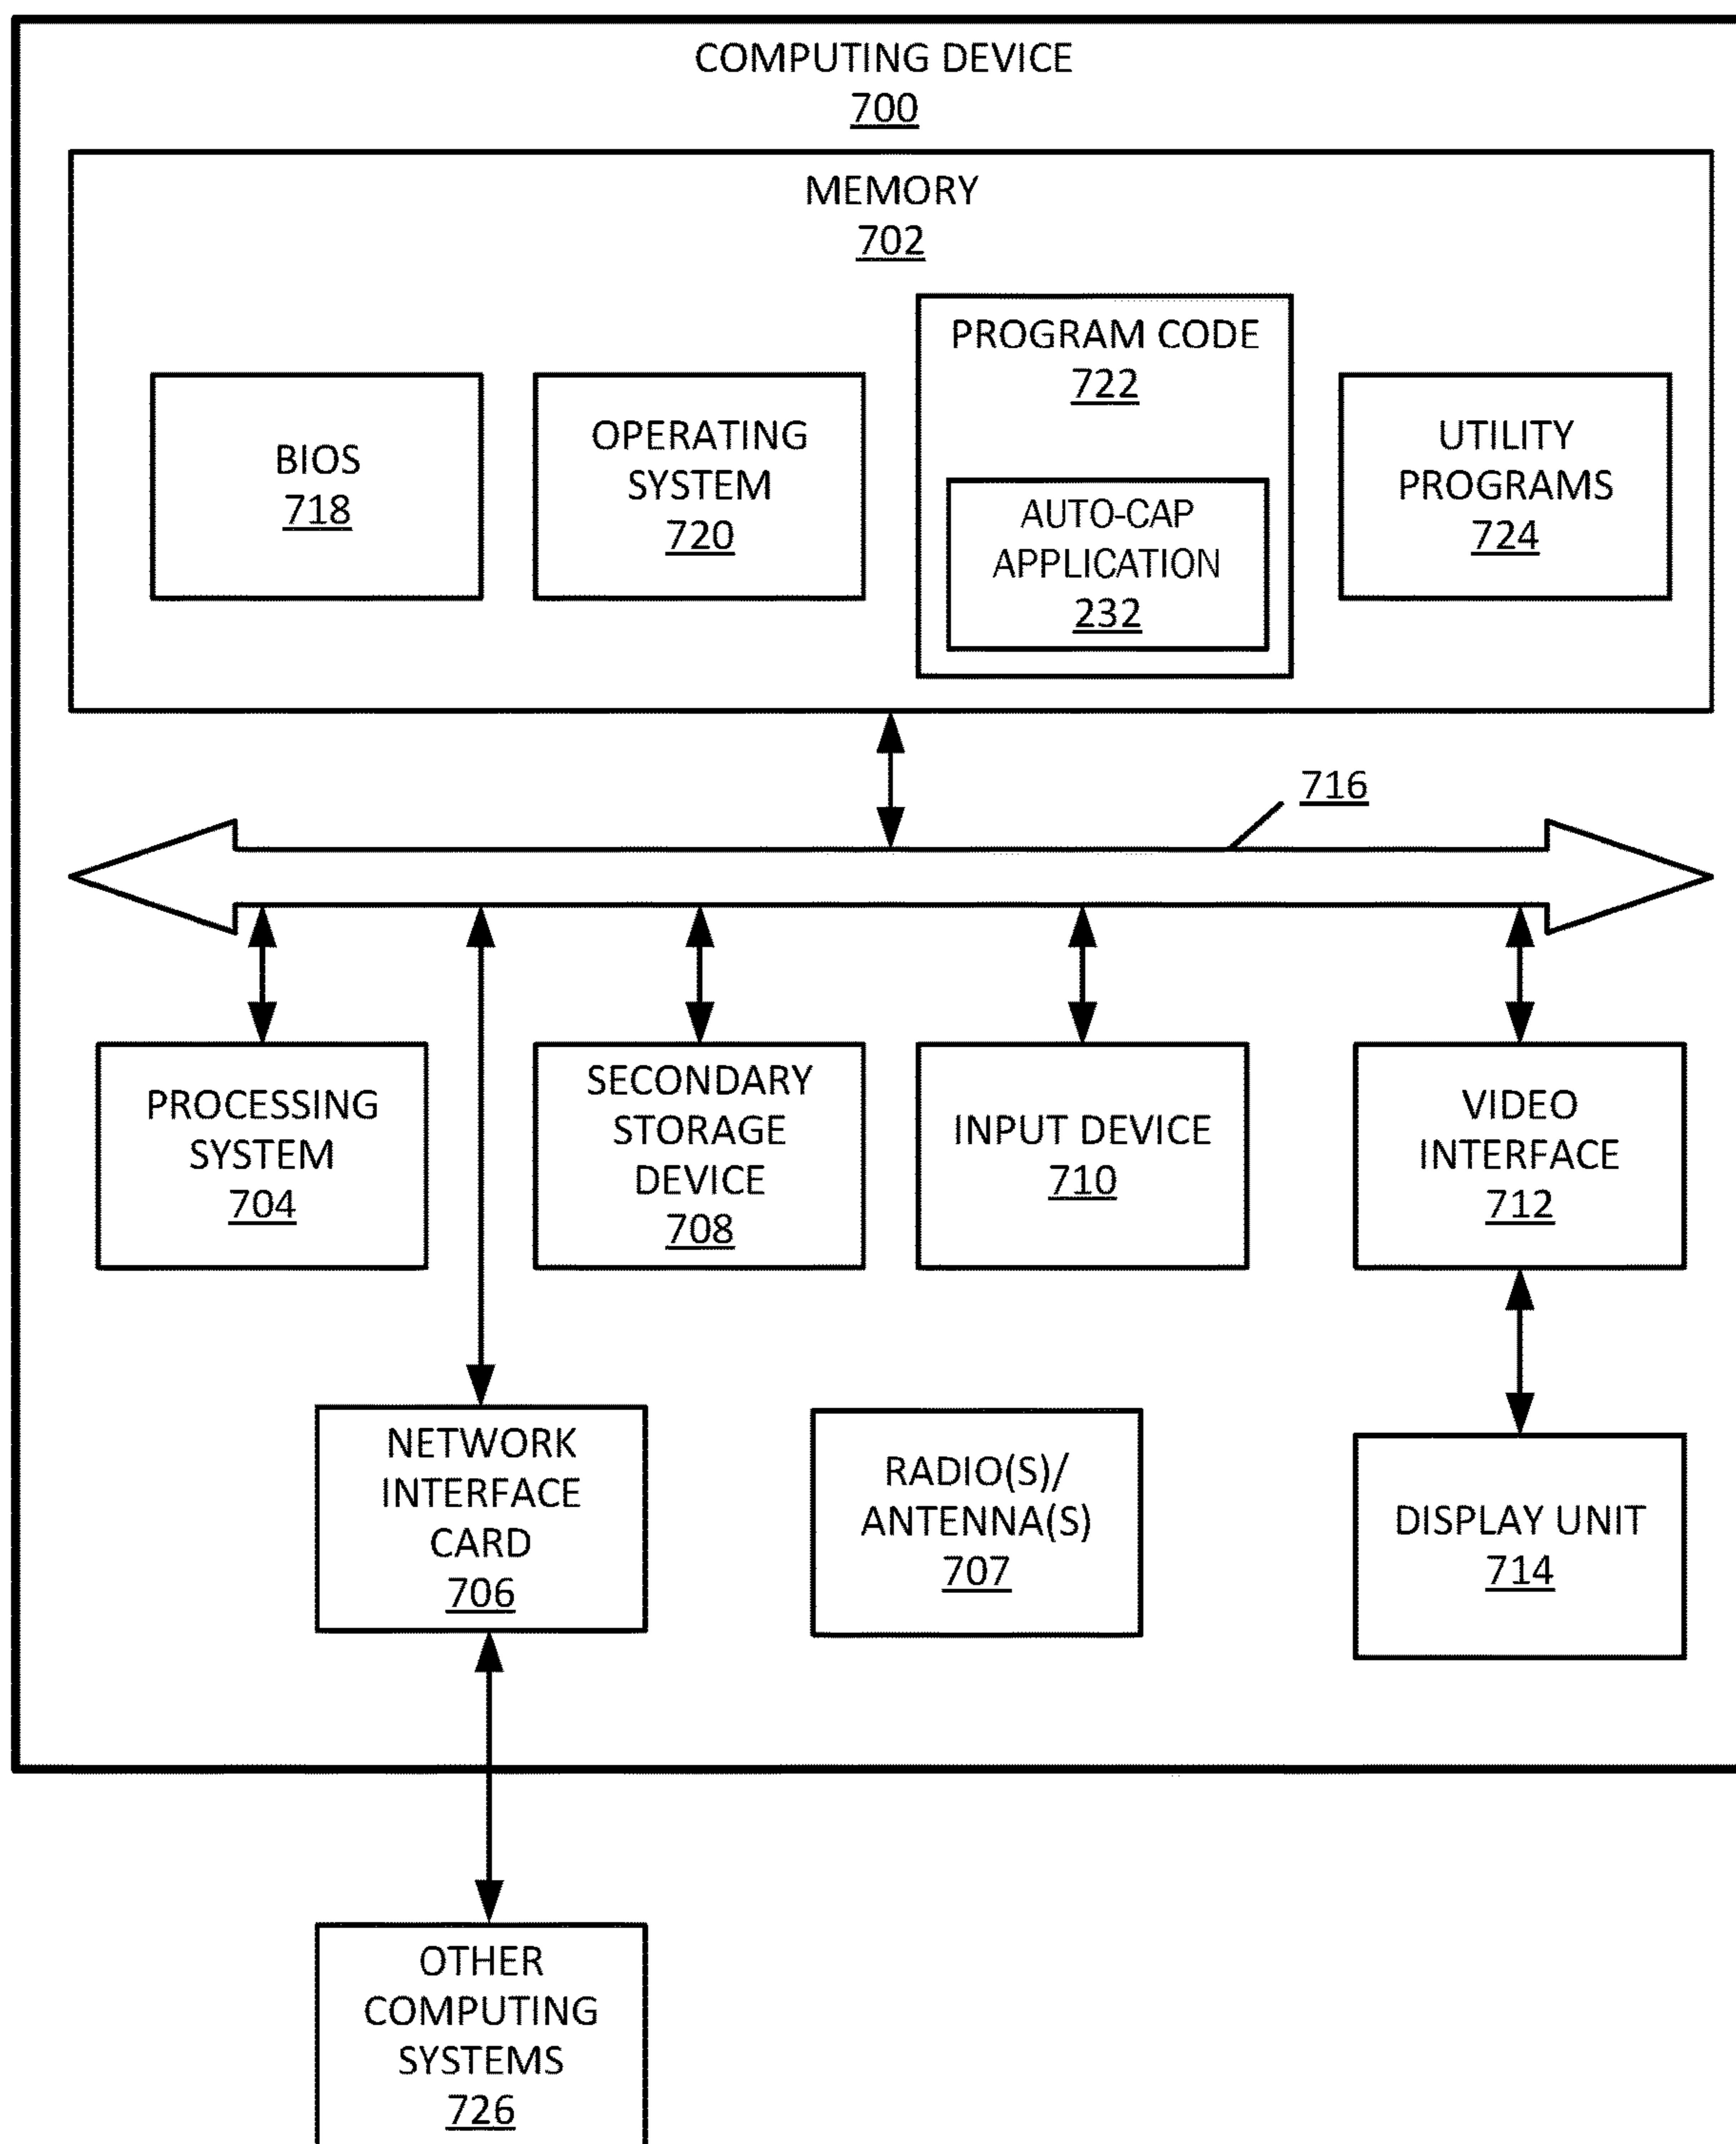 COMPUTING DEVICE
700
MEMORY
702
BIOS
718
OPERATING
SYSTEM
720
PROGRAM CODE
722
AUTO-CAP
APPLICATION
232
UTILITY
PROGRAMS
724
716
PROCESSING
SYSTEM
704
SECONDARY
STORAGE
DEVICE
708
INPUT DEVICE
710
VIDEO
INTERFACE
712
NETWORK
INTERFACE
CARD
706
RADIO(S)/
ANTENNA(S)
707
DISPLAY UNIT
714
OTHER
COMPUTING
SYSTEMS
726